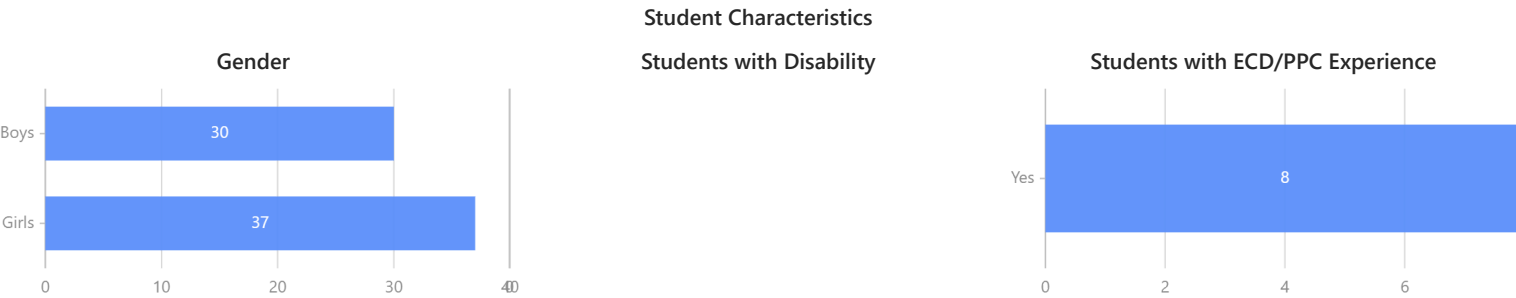 Student Characteristics
Gender
Boys
30
Girls
37
0 10 20 30 40
Students with Disability
0
Students with ECD/PPC Experience
Yes
8
0 2 4 6